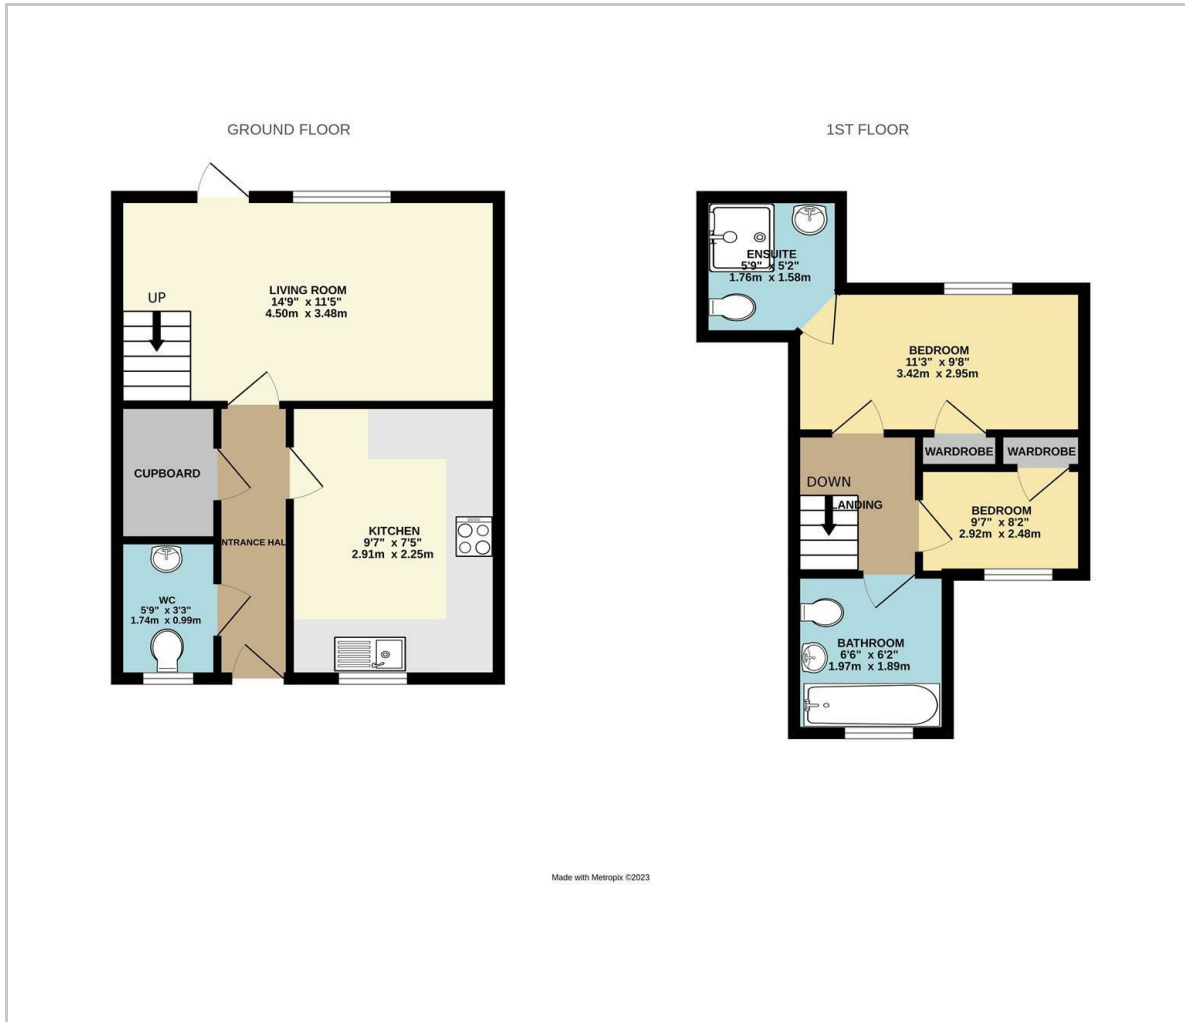 GROUND FLOOR
1ST FLOOR
UP
LIVING ROOM
14'9" x 11'5"
4.50m x 3.48m
CUPBOARD
NTRANCE HAL
KITCHEN
9'7" x 7'5"
2.91m x 2.25m
WC
5'9" x 3'3"
1.74m x 0.99m
ENSUITE
5'9" x 5'2"
1.76m x 1.58m
BEDROOM
11'3" x 9'8"
3.42m x 2.95m
WARDROBE
WARDROBE
DOWN
LANDING
BEDROOM
9'7" x 8'2"
2.92m x 2.48m
BATHROOM
6'6" x 6'2"
1.97m x 1.89m
Made with Metropix ©2023